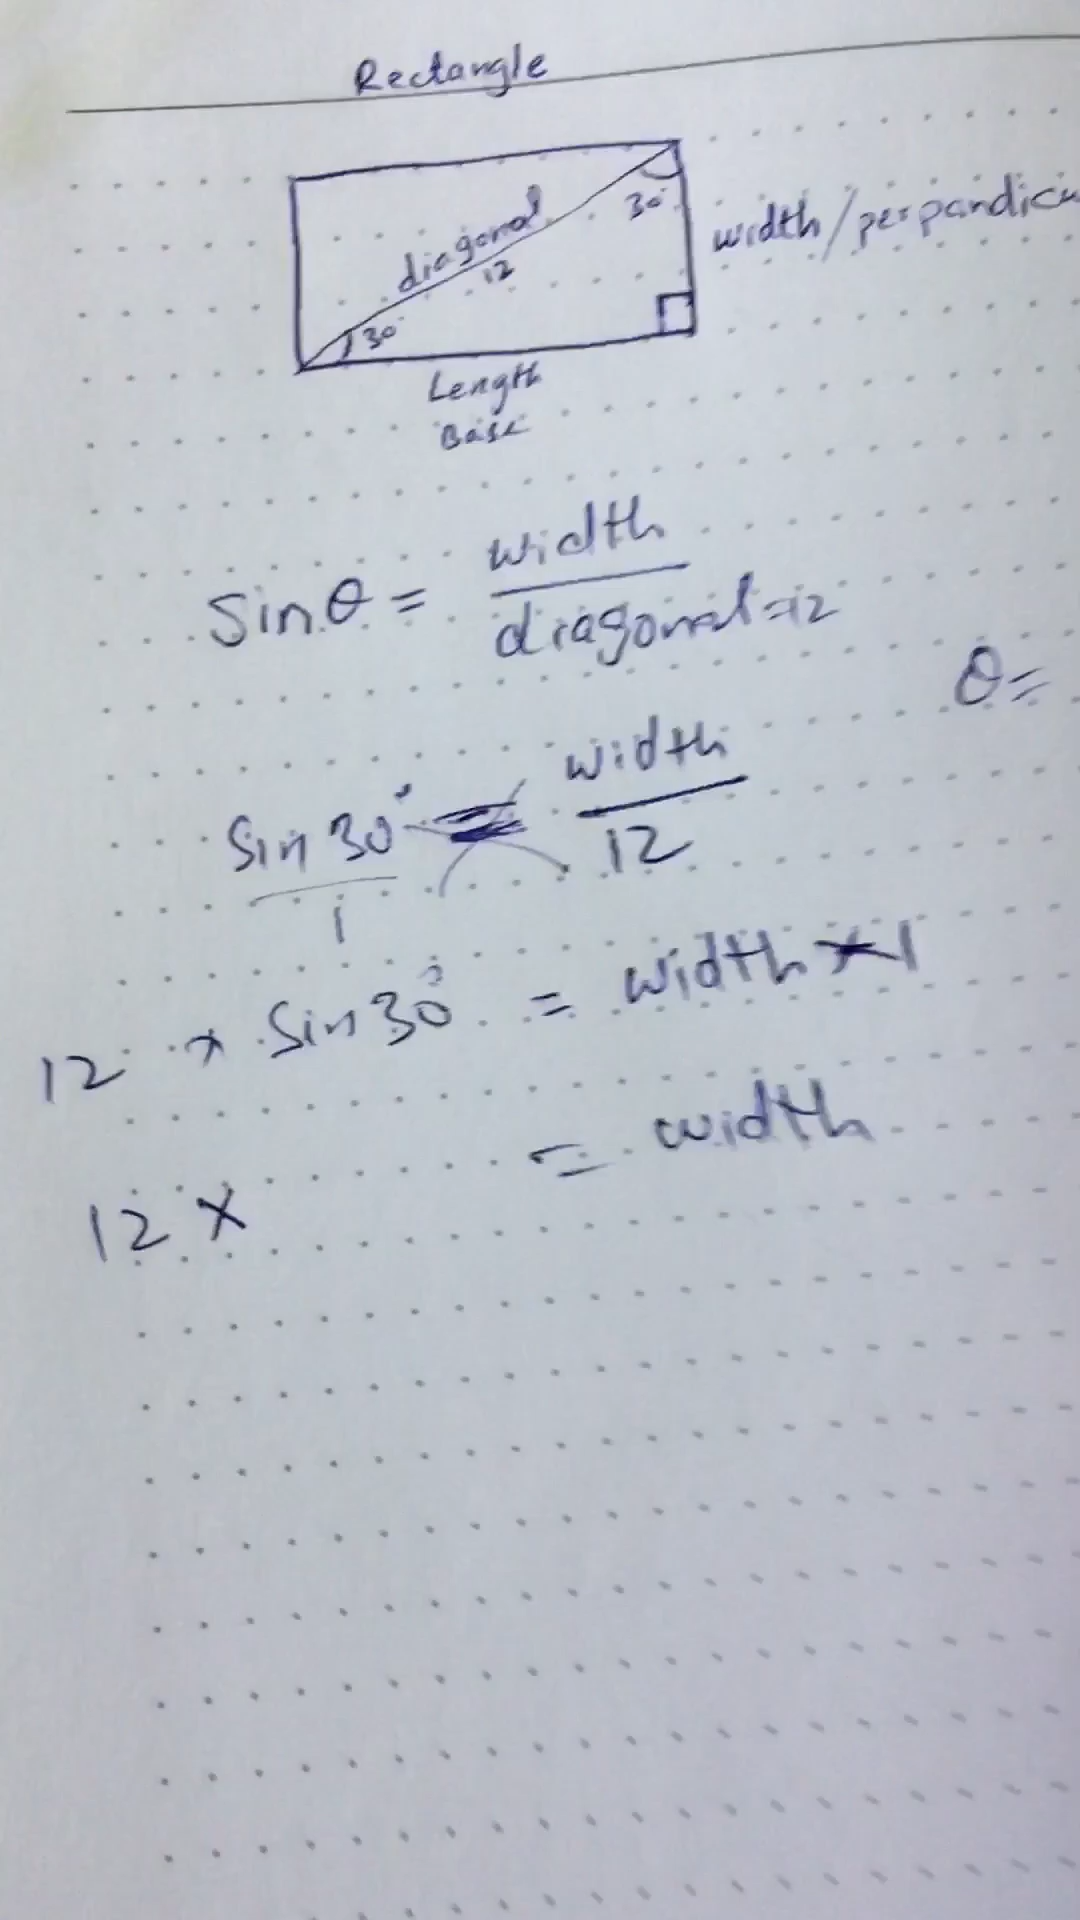 Rectangle
diagonal
12
30°
30°
width/perpandicu
Length
Base
sinθ = width
diagonal=12
θ=
Sin 30° = width
1
12
12 × Sin30° = width × 1
12 × = width